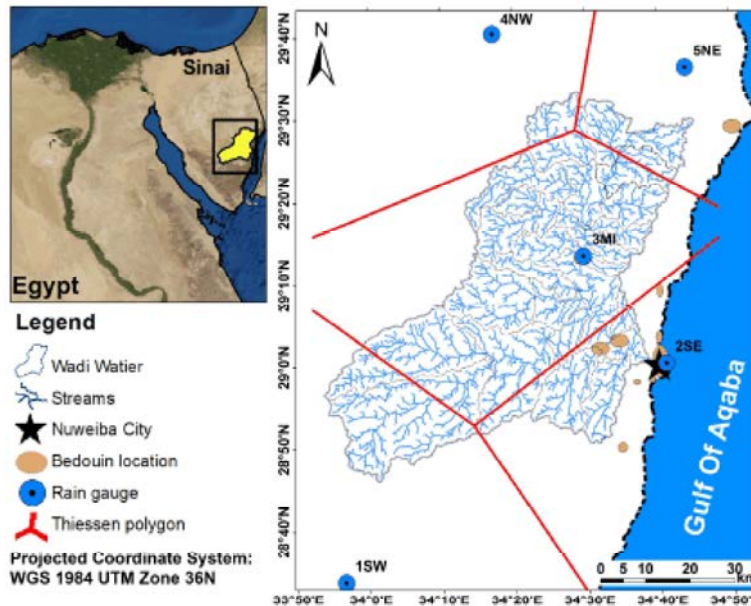 Sinai
Egypt
Legend
Wadi Watier
Streams
Nuweiba City
Bedouin location
Rain gauge
Thiessen polygon
Projected Coordinate System:
WGS 1984 UTM Zone 36N
N
4NW
5NE
3MI
2SE
1SW
Gulf Of Aqaba
0 5 10 20 30
km
29°40'N
29°30'N
29°20'N
29°10'N
29°0'N
28°50'N
28°40'N
33°50'E 34°0'E 34°10'E 34°20'E 34°30'E 34°40'E 34°50'E